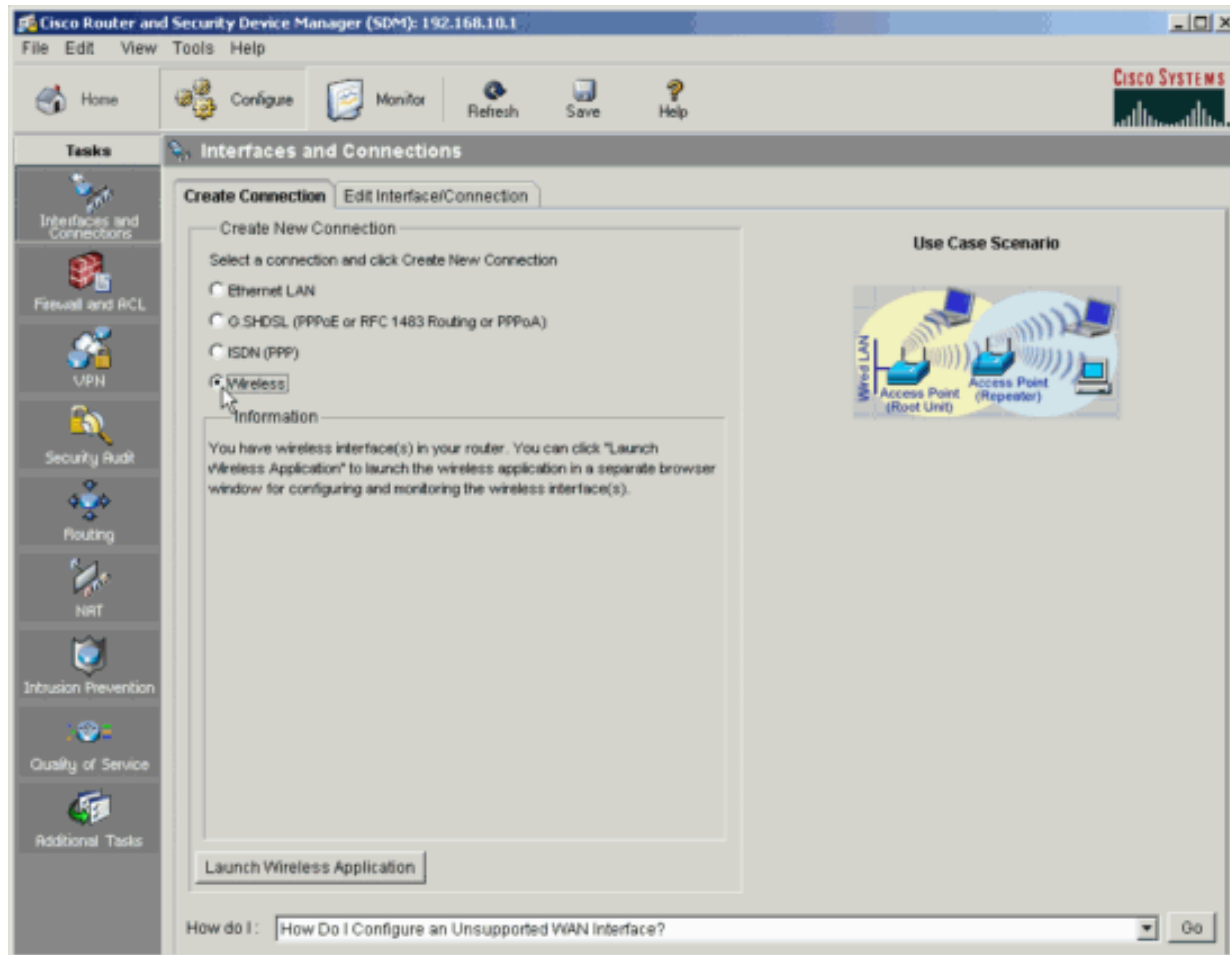 Cisco Router and Security Device Manager (SDM): 192.168.10.1
File Edit View Tools Help
Home Configure Monitor Refresh Save Help
CISCO SYSTEMS
Tasks
Interfaces and Connections
Interfaces and
Connections
Firewall and ACL
VPN
Security Audit
Routing
NAT
Intrusion Prevention
Quality of Service
Additional Tasks
Create Connection Edit Interface/Connection
Create New Connection
Select a connection and click Create New Connection
Ethernet LAN
G.SHDSL (PPPoE or RFC 1483 Routing or PPPoA)
ISDN (PPP)
Wireless
Information
You have wireless interface(s) in your router. You can click "Launch
Wireless Application" to launch the wireless application in a separate browser
window for configuring and monitoring the wireless interface(s).
Launch Wireless Application
Use Case Scenario
Wired LAN
Access Point
(Root Unit)
Access Point
(Repeater)
How do I : How Do I Configure an Unsupported WAN Interface? Go